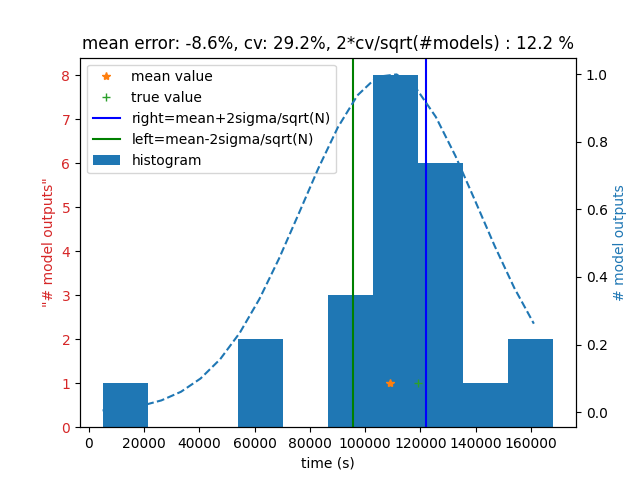 mean error: -8.6%, cv: 29.2%, 2*cv/sqrt(#models) : 12.2 %
mean value
true value
right=mean+2sigma/sqrt(N)
left=mean-2sigma/sqrt(N)
histogram
"# model outputs"
8
7
6
5
4
3
2
1
0
1.0
0.8
0.6
0.4
0.2
0.0
# model outputs
0 20000 40000 60000 80000 100000 120000 140000 160000
time (s)